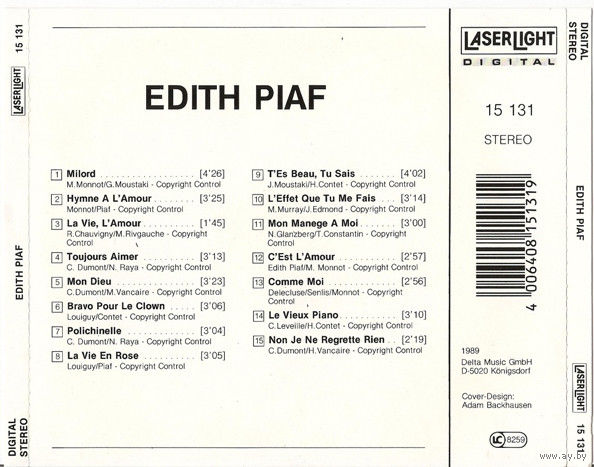 EDITH PIAF
1 Milord [4'26]
M.Monnot/G.Moustaki - Copyright Control
2 Hymne A L'Amour [3'25]
Monnot/Piaf - Copyright Control
3 La Vie, L'Amour [1'45]
R.Chauvigny/M.Rivgauche - Copyright
Control
4 Toujours Aimer [3'13]
C. Dumont/N. Raya - Copyright Control
5 Mon Dieu [3'23]
C.Dumont/M.Vancaire - Copyright Control
6 Bravo Pour Le Clown [3'06]
Louiguy/Contet - Copyright Control
7 Polichinelle [3'04]
C.Dumont/N. Raya - Copyright Control
8 La Vie En Rose [3'05]
Louiguy/Piaf - Copyright Control
9 T'Es Beau, Tu Sais [4'02]
J.Moustaki/H.Contet - Copyright Control
10 L'Effet Que Tu Me Fais [3'14]
M.Murray/J.Edmond - Copyright Control
11 Mon Manege A Moi [3'00]
N.Glanzberg/T.Constantin - Copyright
Control
12 C'Est L'Amour [2'57]
Edith Piaf/M. Monnot - Copyright Control
13 Comme Moi [2'56]
Delecluse/Senlis/Monnot - Copyright
Control
14 Le Vieux Piano [3'10]
C.Leveille/H.Contet - Copyright Control
15 Non Je Ne Regrette Rien [2'19]
C.Dumont/H.Vancaire - Copyright Control
LASERLIGHT
DIGITAL
15 131
STEREO
4 006408 151319
1989
Delta Music GmbH
D-5020 Königsdorf
Cover-Design:
Adam Backhausen
LC 8259
15 131
LASERLIGHT
EDITH PIAF
DIGITAL
STEREO
DIGITAL
STEREO
EDITH PIAF
LASERLIGHT
15 131
www.ay.by